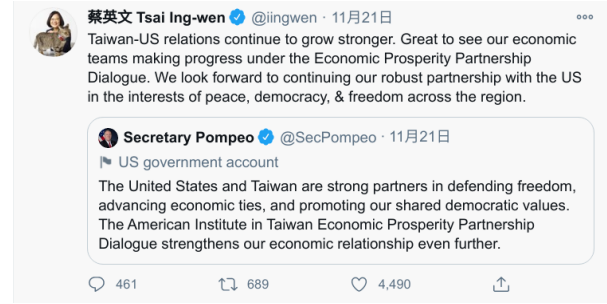 蔡英文 Tsai Ing-wen @iingwen · 11月21日
Taiwan-US relations continue to grow stronger. Great to see our economic
teams making progress under the Economic Prosperity Partnership
Dialogue. We look forward to continuing our robust partnership with the US
in the interests of peace, democracy, & freedom across the region.
Secretary Pompeo @SecPompeo · 11月21日
US government account
The United States and Taiwan are strong partners in defending freedom,
advancing economic ties, and promoting our shared democratic values.
The American Institute in Taiwan Economic Prosperity Partnership
Dialogue strengthens our economic relationship even further.
461 689 4,490